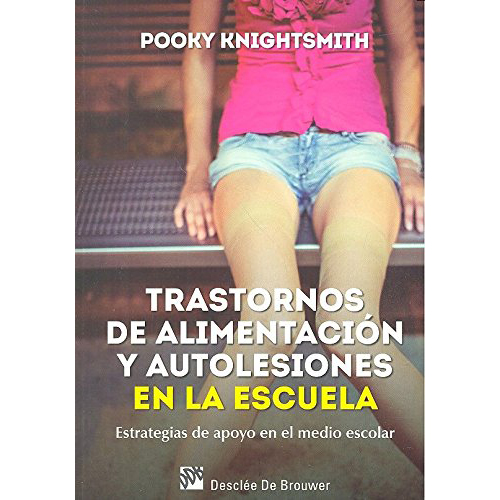 POOKY KNIGHTSMITH
TRASTORNOS
DE ALIMENTACIÓN
Y AUTOLESIONES
EN LA ESCUELA
Estrategias de apoyo en el medio escolar
Desclée De Brouwer